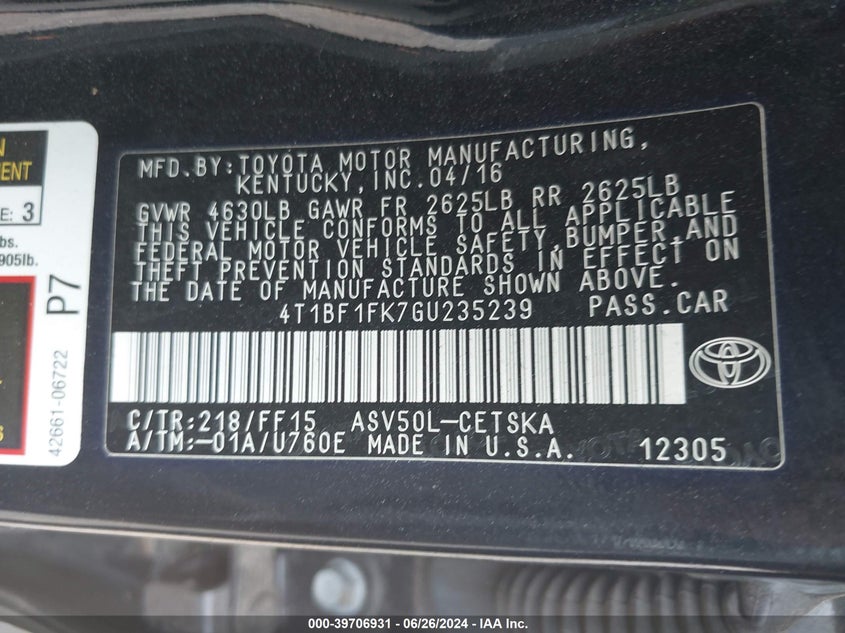 MFD.BY:TOYOTA MOTOR MANUFACTURING,
KENTUCKY,INC.04/16
GVWR 4630LB GAWR FR 2625LB RR 2625LB
THIS VEHICLE CONFORMS TO ALL APPLICABLE
FEDERAL MOTOR VEHICLE SAFETY,BUMPER,AND
THEFT PREVENTION STANDARDS IN EFFECT ON
THE DATE OF MANUFACTURE SHOWN ABOVE.
4T1BF1FK7GU235239 PASS.CAR
C/TR:218/FF15 ASV50L-CETSKA
A/TM:-01A/U760E MADE IN U.S.A. 12305
E: 3
bs.
905lb.
P7
42661-06722
000-39706931 - 06/26/2024 - IAA Inc.